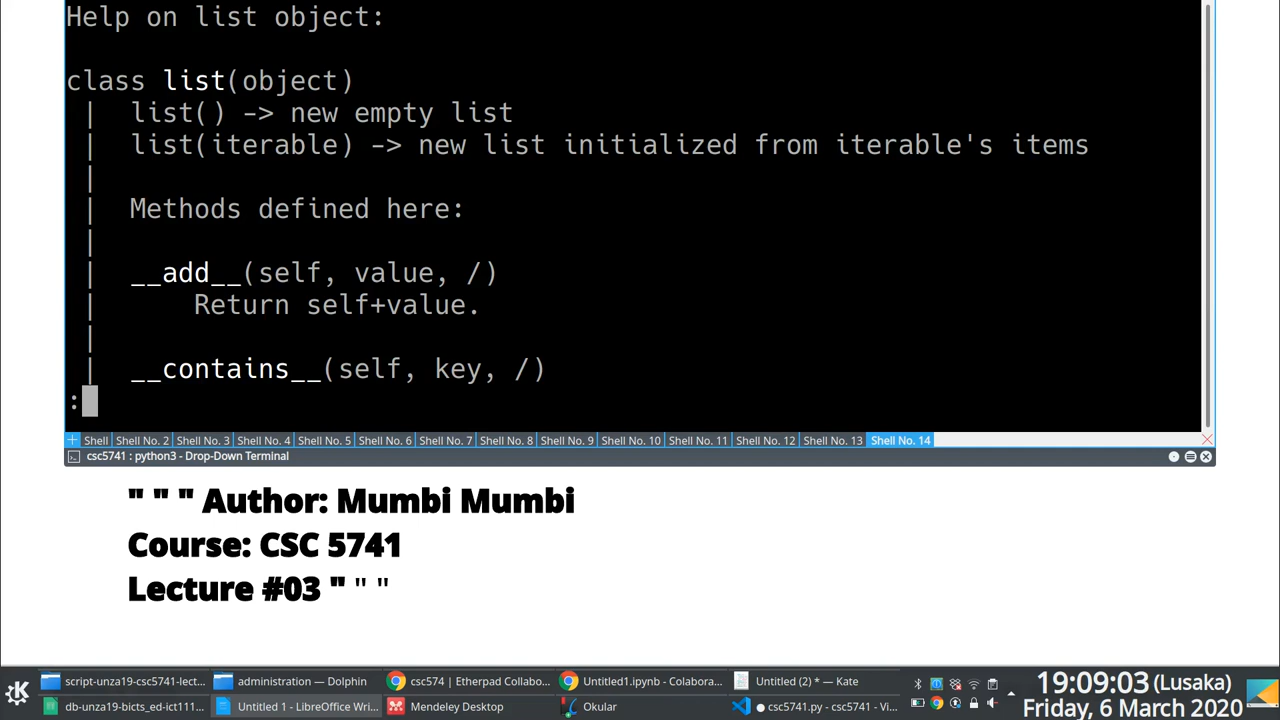 Help on list object:
class list(object)
| list() -> new empty list
| list(iterable) -> new list initialized from iterable's items
|
| Methods defined here:
|
| __add__(self, value, /)
| Return self+value.
|
| __contains__(self, key, /)
:
Shell Shell No. 2 Shell No. 3 Shell No. 4 Shell No. 5 Shell No. 6 Shell No. 7 Shell No. 8 Shell No. 9 Shell No. 10 Shell No. 11 Shell No. 12 Shell No. 13 Shell No. 14
csc5741 : python3 - Drop-Down Terminal
" " " Author: Mumbi Mumbi
Course: CSC 5741
Lecture #03 " " "
script-unza19-csc5741-lect... administration — Dolphin csc574 | Etherpad Collabo... Untitled1.ipynb - Colabora... Untitled (2) * — Kate
db-unza19-bicts_ed-ict111... Untitled 1 - LibreOffice Wri... Mendeley Desktop Okular ● csc5741.py - csc5741 - Vi...
19:09:03 (Lusaka)
Friday, 6 March 2020